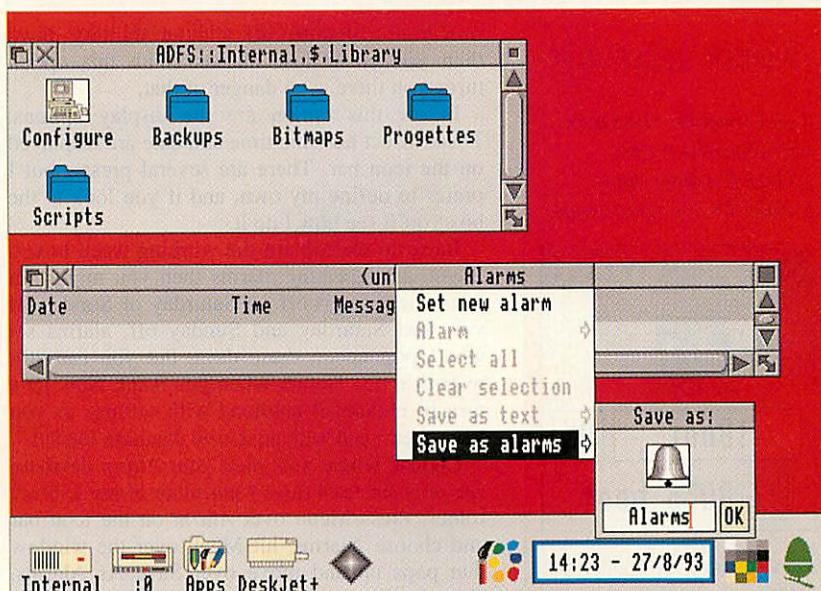 ADFS::Internal.$.Library
Configure Backups Bitmaps Progettes
Scripts
<unt
Date Time Messag
Alarms
Set new alarm
Alarm
Select all
Clear selection
Save as text
Save as alarms
Save as:
Alarms OK
Internal :0 Apps DeskJet+
14:23 - 27/8/93